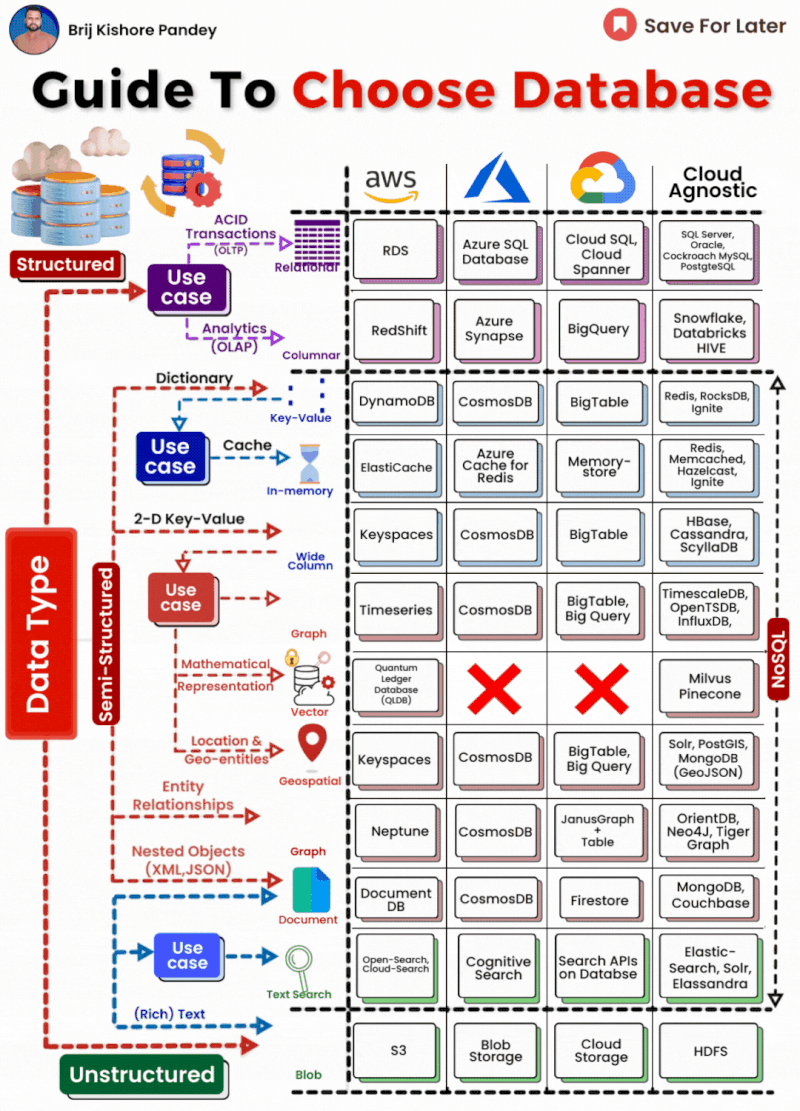 Brij Kishore Pandey
Save For Later
Guide To Choose Database
aws
Cloud
Agnostic
Structured
ACID
Transactions
(OLTP)
Relational
Use
case
Analytics
(OLAP)
Columnar
RDS
Azure SQL
Database
Cloud SQL,
Cloud
Spanner
SQL Server,
Oracle,
Cockroach MySQL,
PostgteSQL
RedShift
Azure
Synapse
BigQuery
Snowflake,
Databricks
HIVE
Data Type
Semi-Structured
NoSQL
Dictionary
Key-Value
DynamoDB
CosmosDB
BigTable
Redis, RocksDB,
Ignite
Use
case
Cache
In-memory
ElastiCache
Azure
Cache for
Redis
Memory-
store
Redis,
Memcached,
Hazelcast,
Ignite
2-D Key-Value
Wide
Column
Keyspaces
CosmosDB
BigTable
HBase,
Cassandra,
ScyllaDB
Use
case
Graph
Timeseries
CosmosDB
BigTable,
Big Query
TimescaleDB,
OpenTSDB,
InfluxDB,
Mathematical
Representation
Vector
Quantum
Ledger
Database
(QLDB)
Milvus
Pinecone
Location &
Geo-entities
Geospatial
Keyspaces
CosmosDB
BigTable,
Big Query
Solr, PostGIS,
MongoDB
(GeoJSON)
Entity
Relationships
Graph
Neptune
CosmosDB
JanusGraph
+
Table
OrientDB,
Neo4J, Tiger
Graph
Nested Objects
(XML,JSON)
Document
Document
DB
CosmosDB
Firestore
MongoDB,
Couchbase
Use
case
Text Search
Open-Search,
Cloud-Search
Cognitive
Search
Search APIs
on Databse
Elastic-
Search, Solr,
Elassandra
(Rich) Text
Unstructured
Blob
S3
Blob
Storage
Cloud
Storage
HDFS